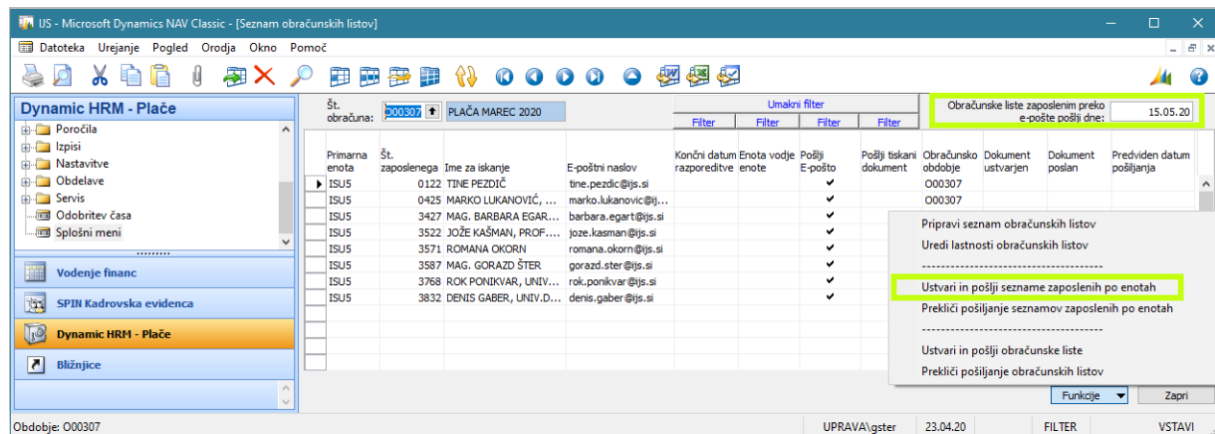 IJS - Microsoft Dynamics NAV Classic - [Seznam obračunskih listov]
Datoteka Urejanje Pogled Orodja Okno Pomoč
Dynamic HRM - Plače
Poročila
Izpisi
Nastavitve
Obdelave
Servis
Odobritev časa
Splošni meni
Vodenje financ
SPIN Kadrovska evidenca
Dynamic HRM - Plače
Bližnjice
Št. obračuna: O00307 PLAČA MAREC 2020
Umakni filter
Filter Filter Filter Filter
Obračunske liste zaposlenim preko
e-pošte pošlji dne: 15.05.20
Primarna Št. Končni datum Enota vodje Pošlji Pošlji tiskani Obračunsko Dokument Dokument Predviden datum
enota zaposlenega Ime za iskanje E-poštni naslov razporeditve enote E-pošto dokument obdobje ustvarjen poslan pošiljanja
ISU5 0122 TINE PEZDIČ tine.pezdic@ijs.si O00307
ISU5 0425 MARKO LUKANOVIĆ, ... marko.lukanovic@ij... O00307
ISU5 3427 MAG. BARBARA EGAR... barbara.egart@ijs.si
ISU5 3522 JOŽE KAŠMAN, PROF.... joze.kasman@ijs.si
ISU5 3571 ROMANA OKORN romana.okorn@ijs.si
ISU5 3587 MAG. GORAZD ŠTER gorazd.ster@ijs.si
ISU5 3768 ROK PONIKVAR, UNIV... rok.ponikvar@ijs.si
ISU5 3832 DENIS GABER, UNIV.D... denis.gaber@ijs.si
Pripravi seznam obračunskih listov
Uredi lastnosti obračunskih listov
-------------------------------------
Ustvari in pošlji sezname zaposlenih po enotah
Prekliči pošiljanje seznamov zaposlenih po enotah
-------------------------------------
Ustvari in pošlji obračunske liste
Prekliči pošiljanje obračunskih listov
Funkcije Zapri
Obdobje: O00307 UPRAVA\gster 23.04.20 FILTER VSTAVI